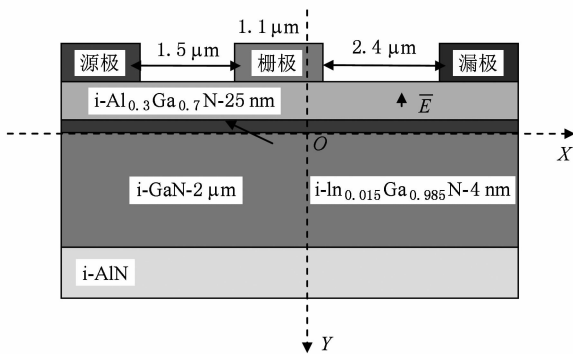 1.1 μm
1.5 μm
2.4 μm
源极
栅极
漏极
i-Al0.3Ga0.7N-25 nm
E̅
O
X
i-GaN-2 μm
i-In0.015Ga0.985N-4 nm
i-AlN
Y